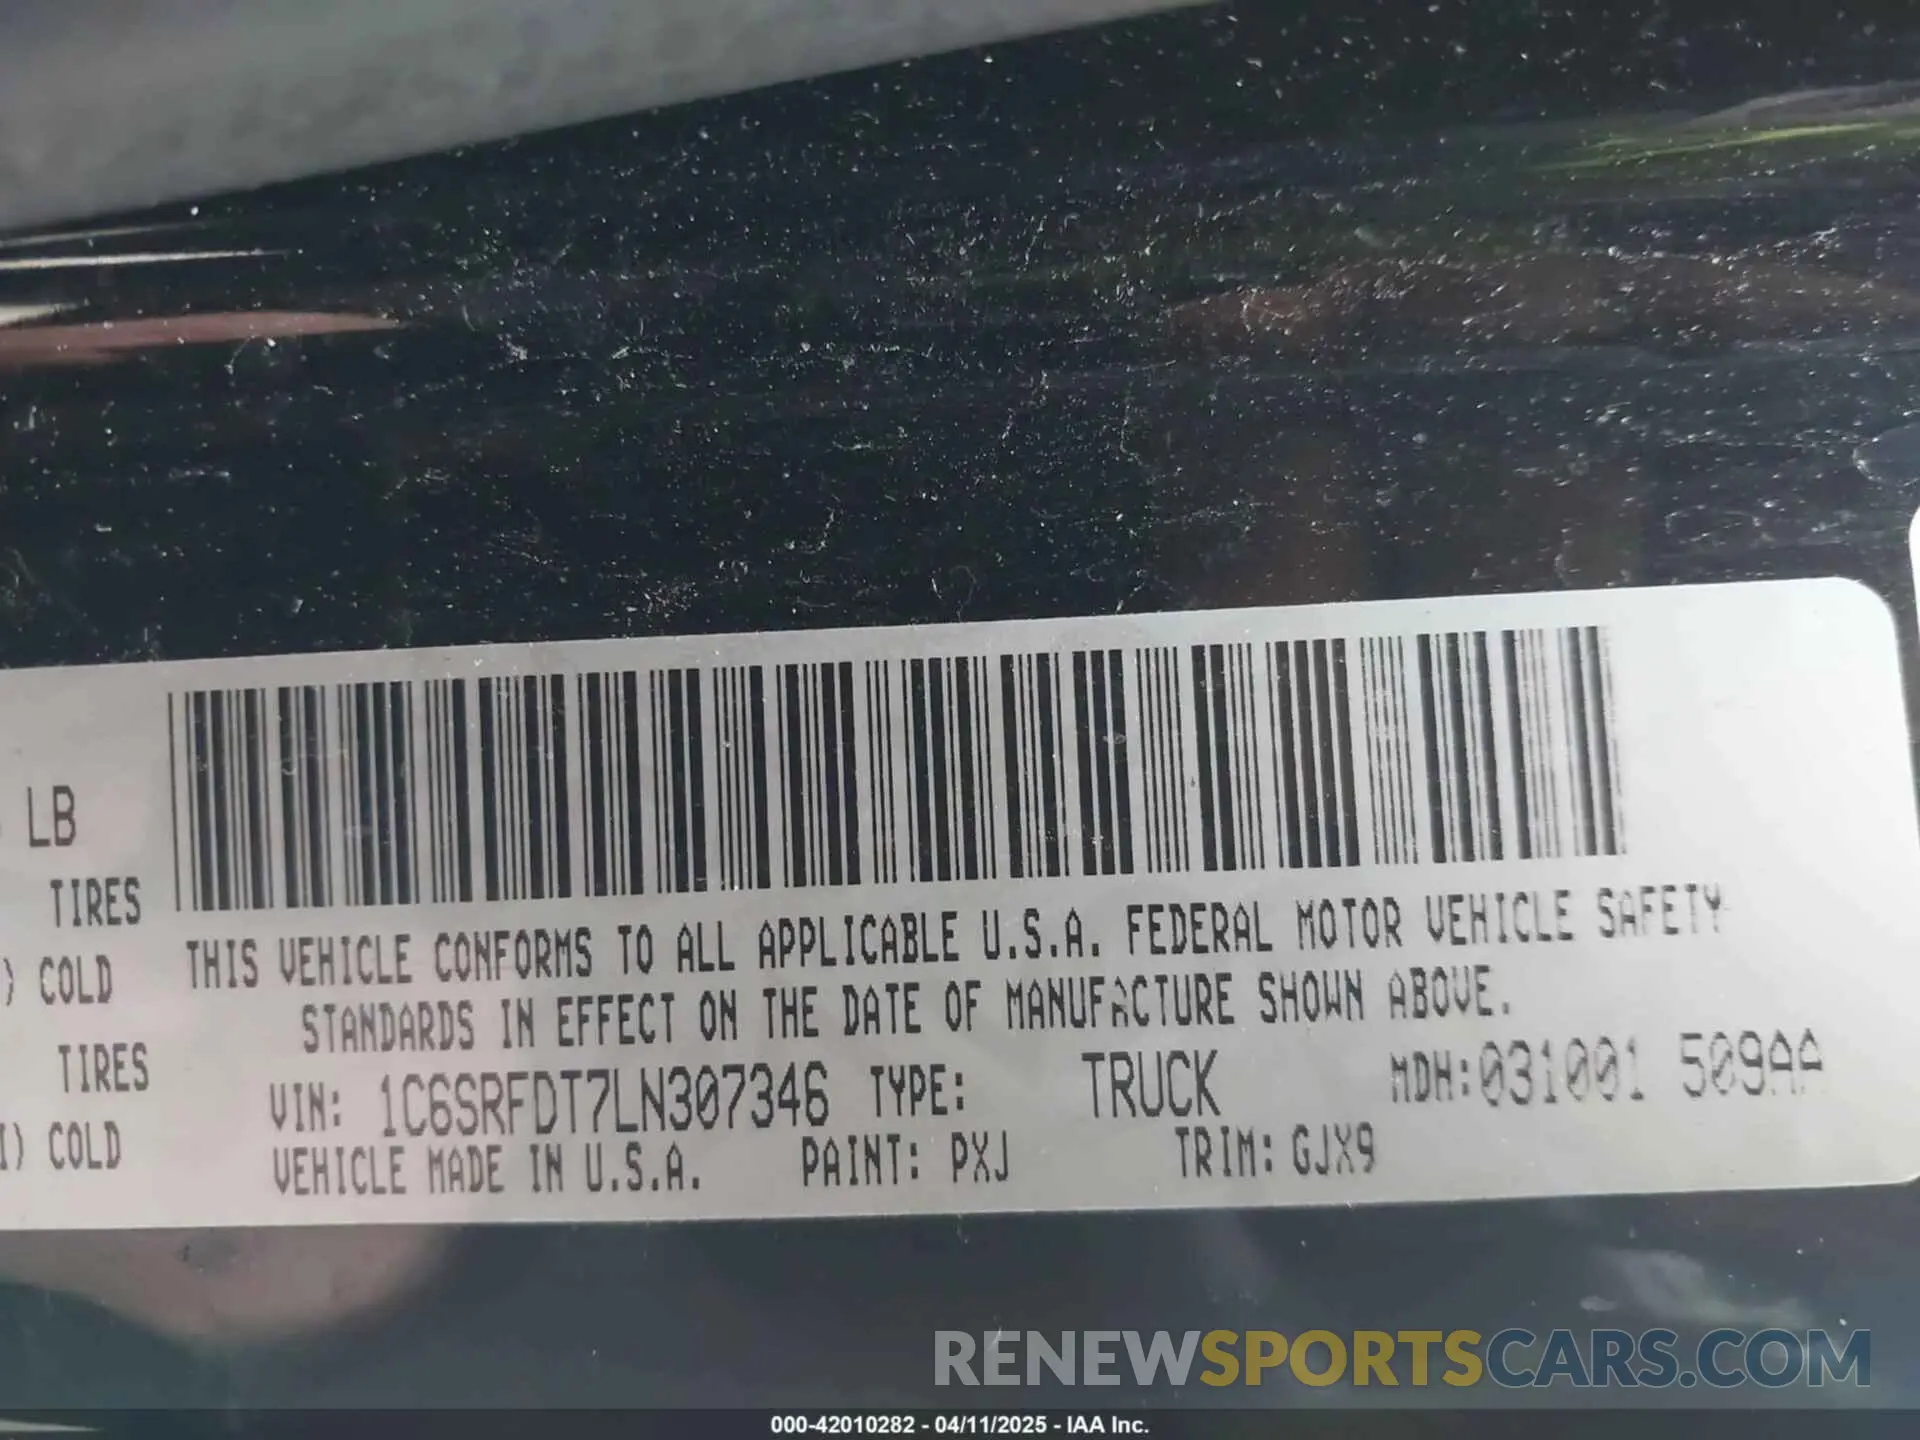 LB
TIRES
) COLD
TIRES
I) COLD
THIS VEHICLE CONFORMS TO ALL APPLICABLE U.S.A. FEDERAL MOTOR VEHICLE SAFETY
STANDARDS IN EFFECT ON THE DATE OF MANUFACTURE SHOWN ABOVE.
VIN: 1C6SRFDT7LN307346 TYPE: TRUCK MDH:031001 509AA
VEHICLE MADE IN U.S.A. PAINT: PXJ TRIM: GJX9
RENEWSPORTSCARS.COM
000-42010282 - 04/11/2025 - IAA Inc.